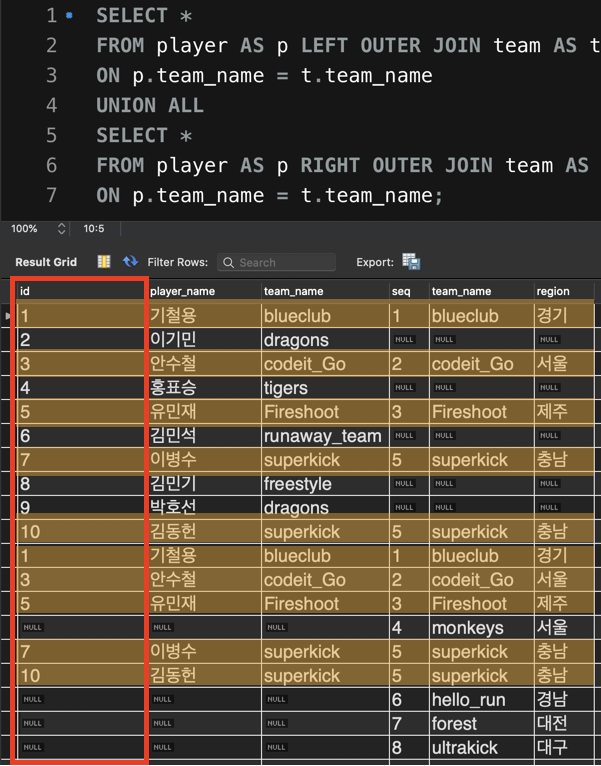 1 SELECT *
2 FROM player AS p LEFT OUTER JOIN team AS t
3 ON p.team_name = t.team_name
4 UNION ALL
5 SELECT *
6 FROM player AS p RIGHT OUTER JOIN team AS
7 ON p.team_name = t.team_name;
100% 10:5
Result Grid Filter Rows: Search Export:
id player_name team_name seq team_name region
1 기철용 blueclub 1 blueclub 경기
2 이기민 dragons NULL NULL NULL
3 안수철 codeit_Go 2 codeit_Go 서울
4 홍표승 tigers NULL NULL NULL
5 유민재 Fireshoot 3 Fireshoot 제주
6 김민석 runaway_team NULL NULL NULL
7 이병수 superkick 5 superkick 충남
8 김민기 freestyle NULL NULL NULL
9 박호선 dragons NULL NULL NULL
10 김동헌 superkick 5 superkick 충남
1 기철용 blueclub 1 blueclub 경기
3 안수철 codeit_Go 2 codeit_Go 서울
5 유민재 Fireshoot 3 Fireshoot 제주
NULL NULL NULL 4 monkeys 서울
7 이병수 superkick 5 superkick 충남
10 김동헌 superkick 5 superkick 충남
NULL NULL NULL 6 hello_run 경남
NULL NULL NULL 7 forest 대전
NULL NULL NULL 8 ultrakick 대구